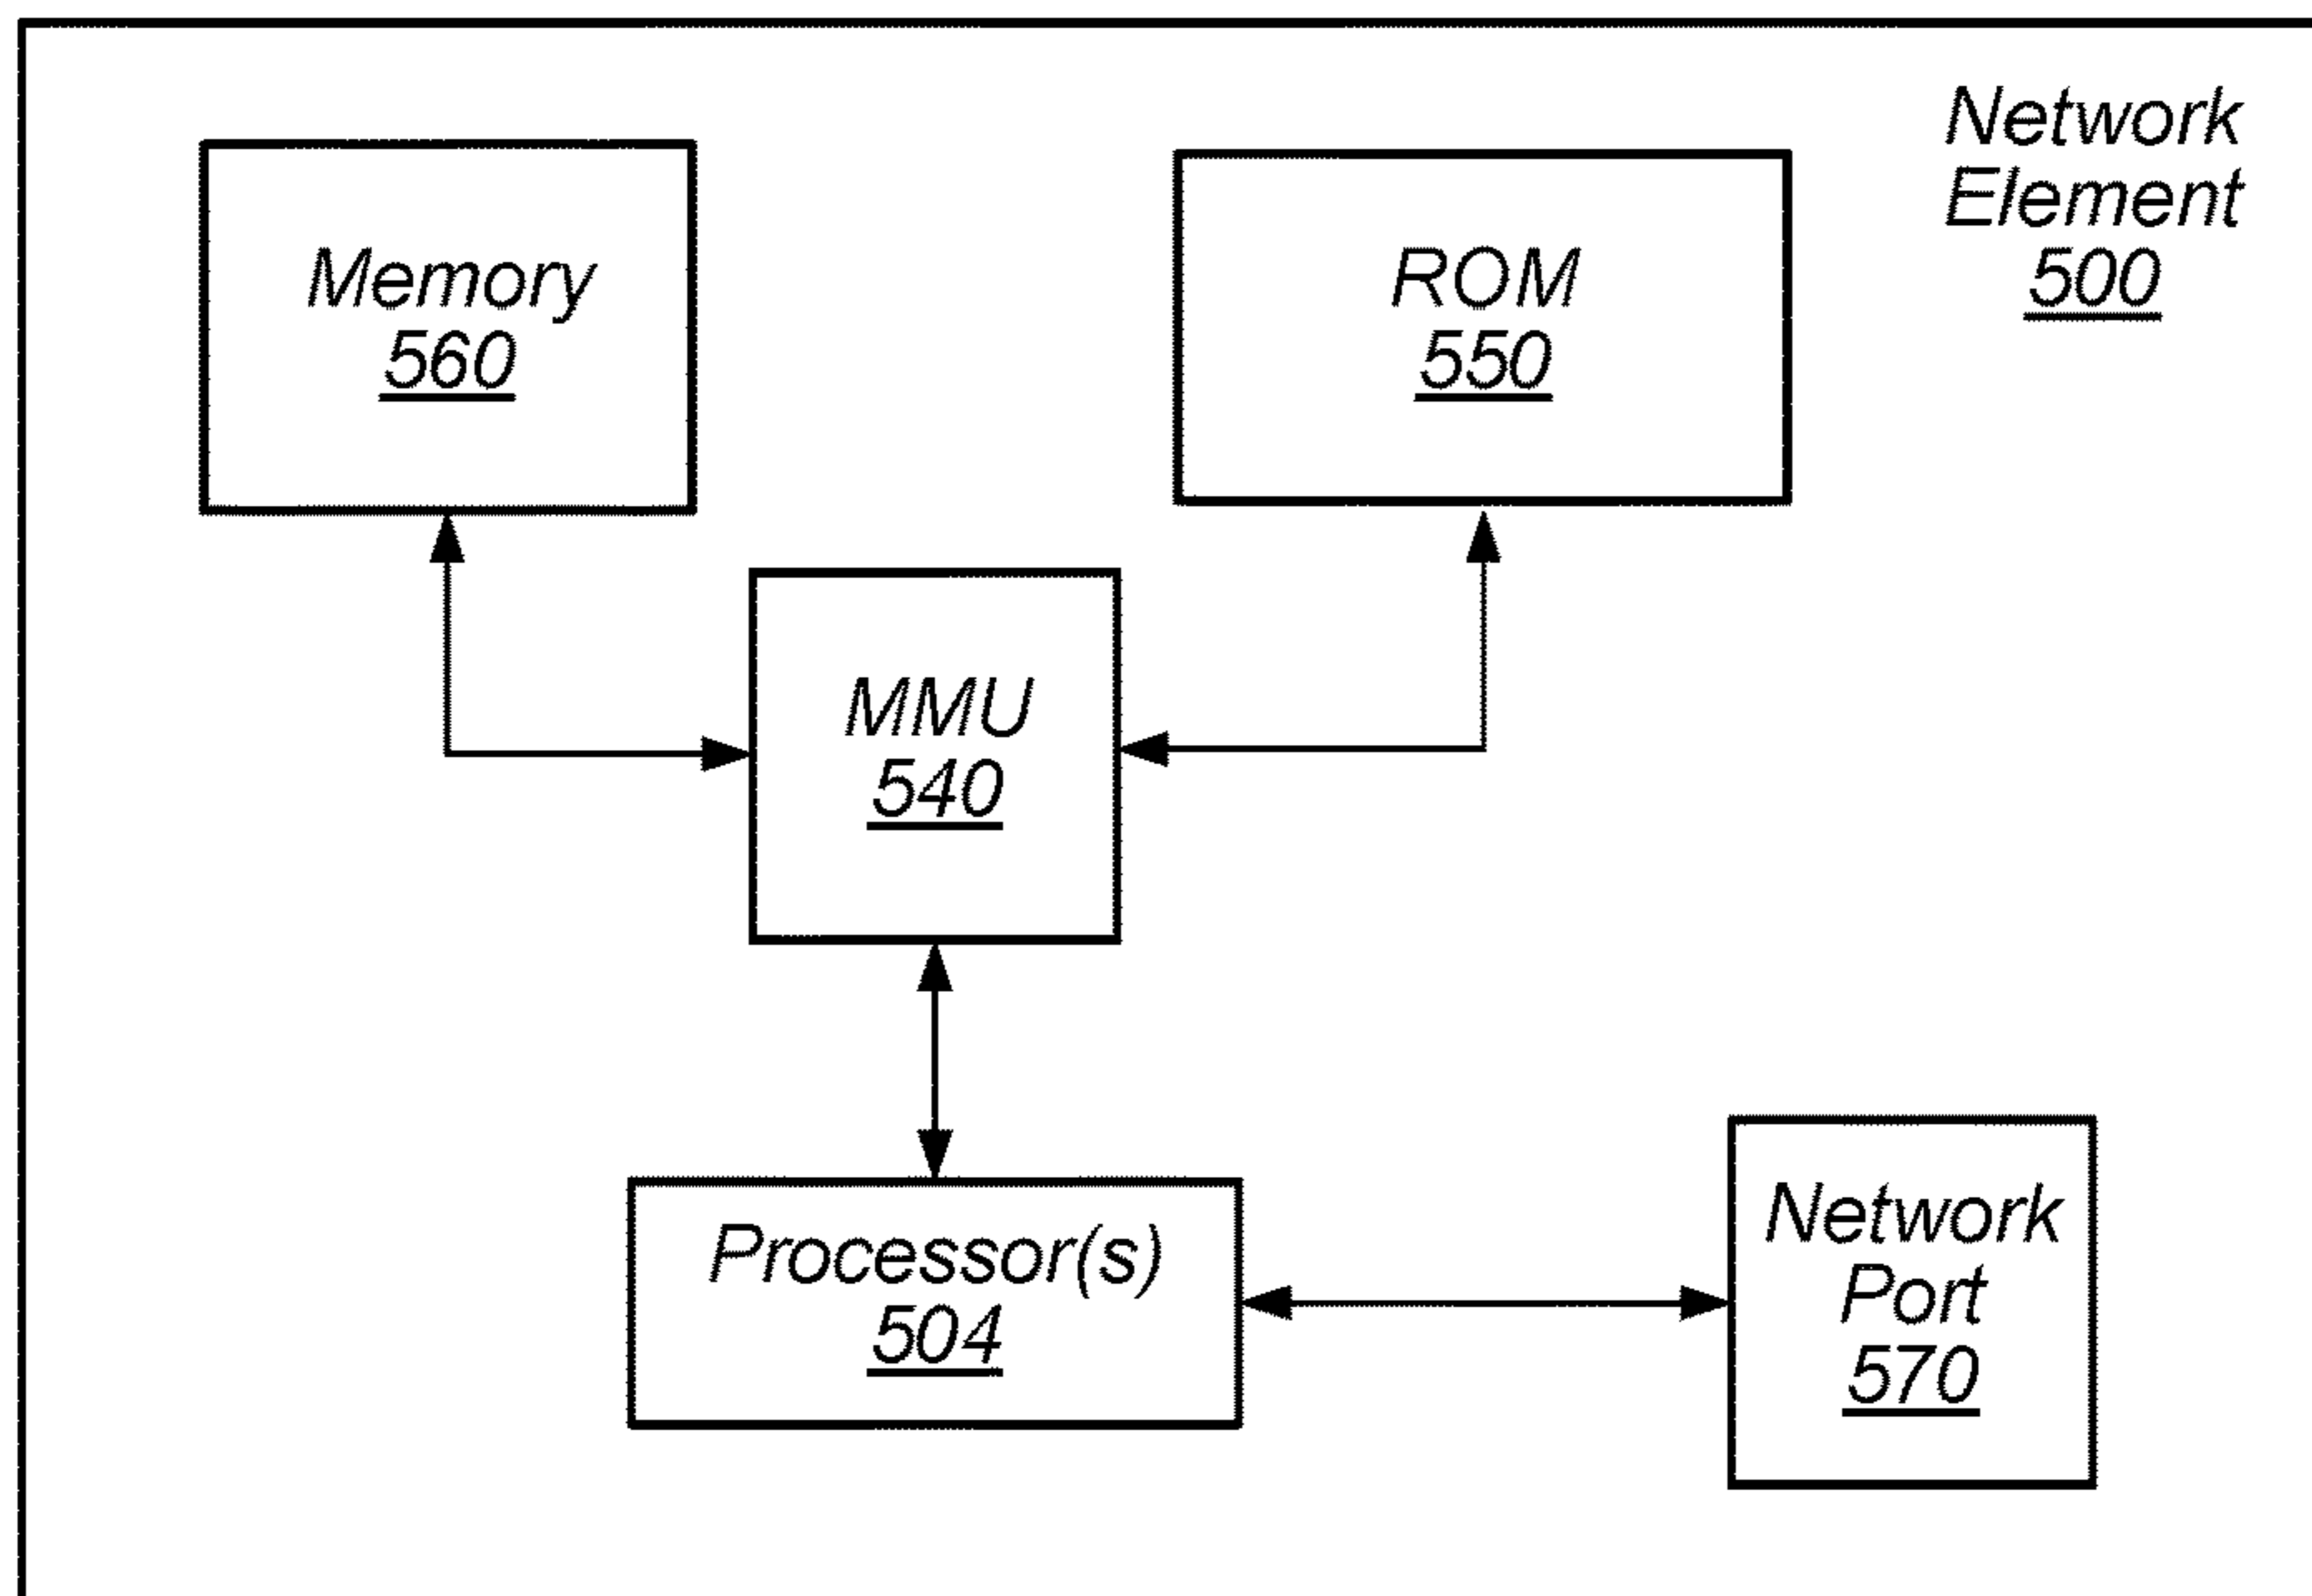 Network
Element
500
Memory
560
ROM
550
MMU
540
Processor(s)
504
Network
Port
570